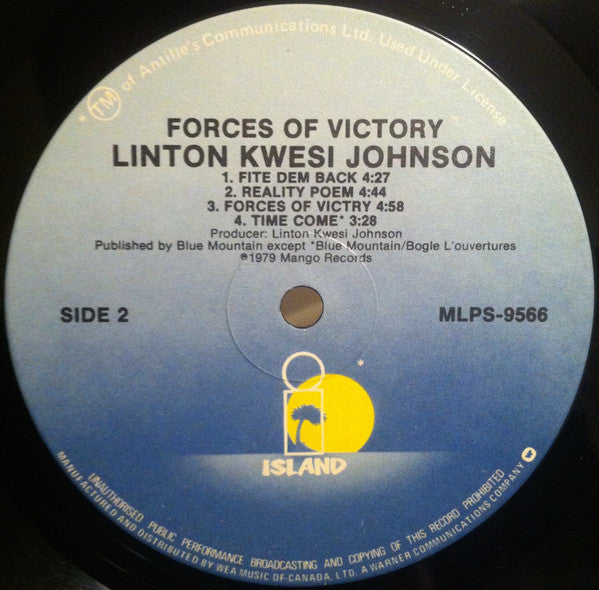 * TM of Antille's Communications Ltd. Used Under License
FORCES OF VICTORY
LINTON KWESI JOHNSON
1. FITE DEM BACK 4:27
2. REALITY POEM 4:44
3. FORCES OF VICTRY 4:58
4. TIME COME* 3:28
Producer: Linton Kwesi Johnson
Published by Blue Mountain except *Blue Mountain/Bogle L'ouvertures
℗1979 Mango Records
SIDE 2
MLPS-9566
*
i
ISLAND
UNAUTHORISED PUBLIC PERFORMANCE BROADCASTING AND COPYING OF THIS RECORD PROHIBITED
MANUFACTURED AND DISTRIBUTED BY WEA MUSIC OF CANADA, LTD. A WARNER COMMUNICATIONS COMPANY